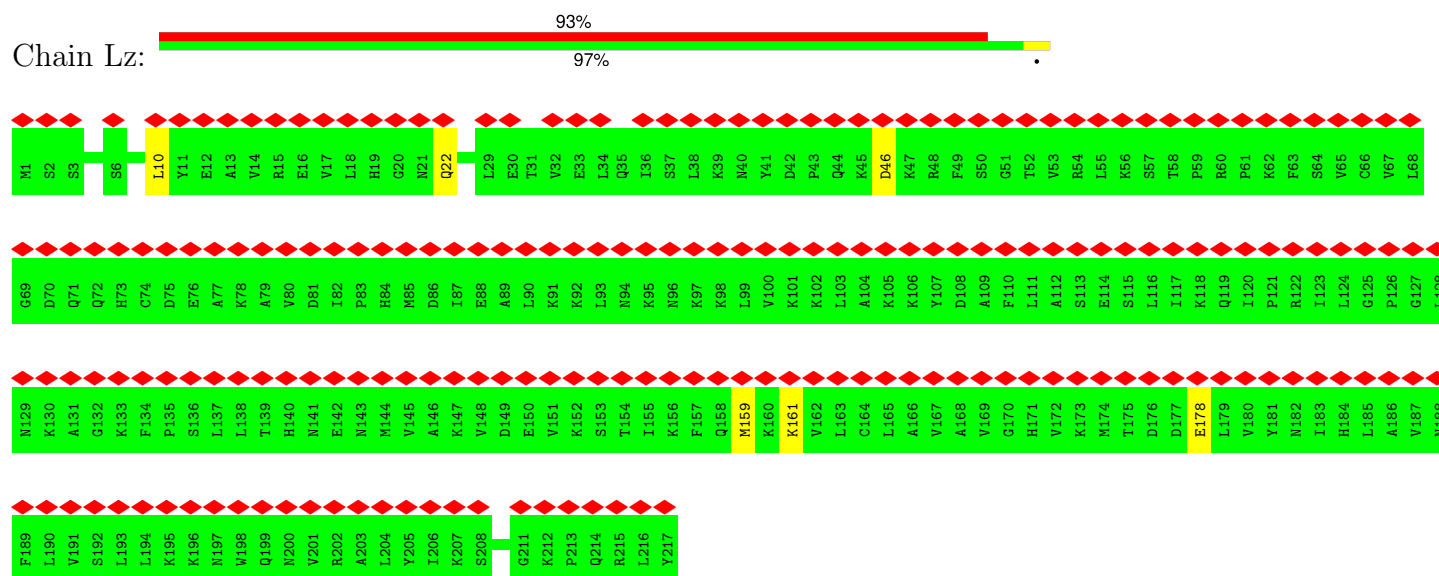 93%
Chain Lz:
97%
.
M1 S2 S3 S6 L10 Y11 E12 A13 V14 R15 E16 V17 L18 H19 G20 N21 Q22 L29 E30 T31 V32 E33 L34 Q35 I36 S37 L38 K39 N40 Y41 D42 P43 Q44 K45 D46 K47 R48 F49 S50 G51 T52 V53 R54 L55 K56 S57 T58 P59 R60 P61 K62 F63 S64 V65 C66 V67 L68
G69 D70 Q71 Q72 H73 C74 D75 E76 A77 K78 A79 V80 D81 I82 P83 H84 M85 D86 I87 E88 A89 L90 K91 K92 L93 N94 K95 N96 K97 K98 L99 V100 K101 K102 L103 A104 K105 K106 Y107 D108 A109 F110 L111 A112 S113 E114 S115 L116 I117 K118 Q119 I120 P121 R122 I123 L124 G125 P126 G127 L128
N129 K130 A131 G132 K133 F134 P135 S136 L137 L138 T139 H140 N141 E142 N143 M144 V145 A146 K147 V148 D149 E150 V151 K152 S153 T154 I155 K156 F157 Q158 M159 K160 K161 V162 L163 C164 L165 A166 V167 A168 V169 G170 H171 V172 K173 M174 T175 D176 D177 E178 L179 V180 Y181 N182 I183 H184 L185 A186 V187 N188
F189 L190 V191 S192 L193 L194 K195 K196 N197 W198 Q199 N200 V201 R202 A203 L204 Y205 I206 K207 S208 G211 K212 P213 Q214 R215 L216 Y217